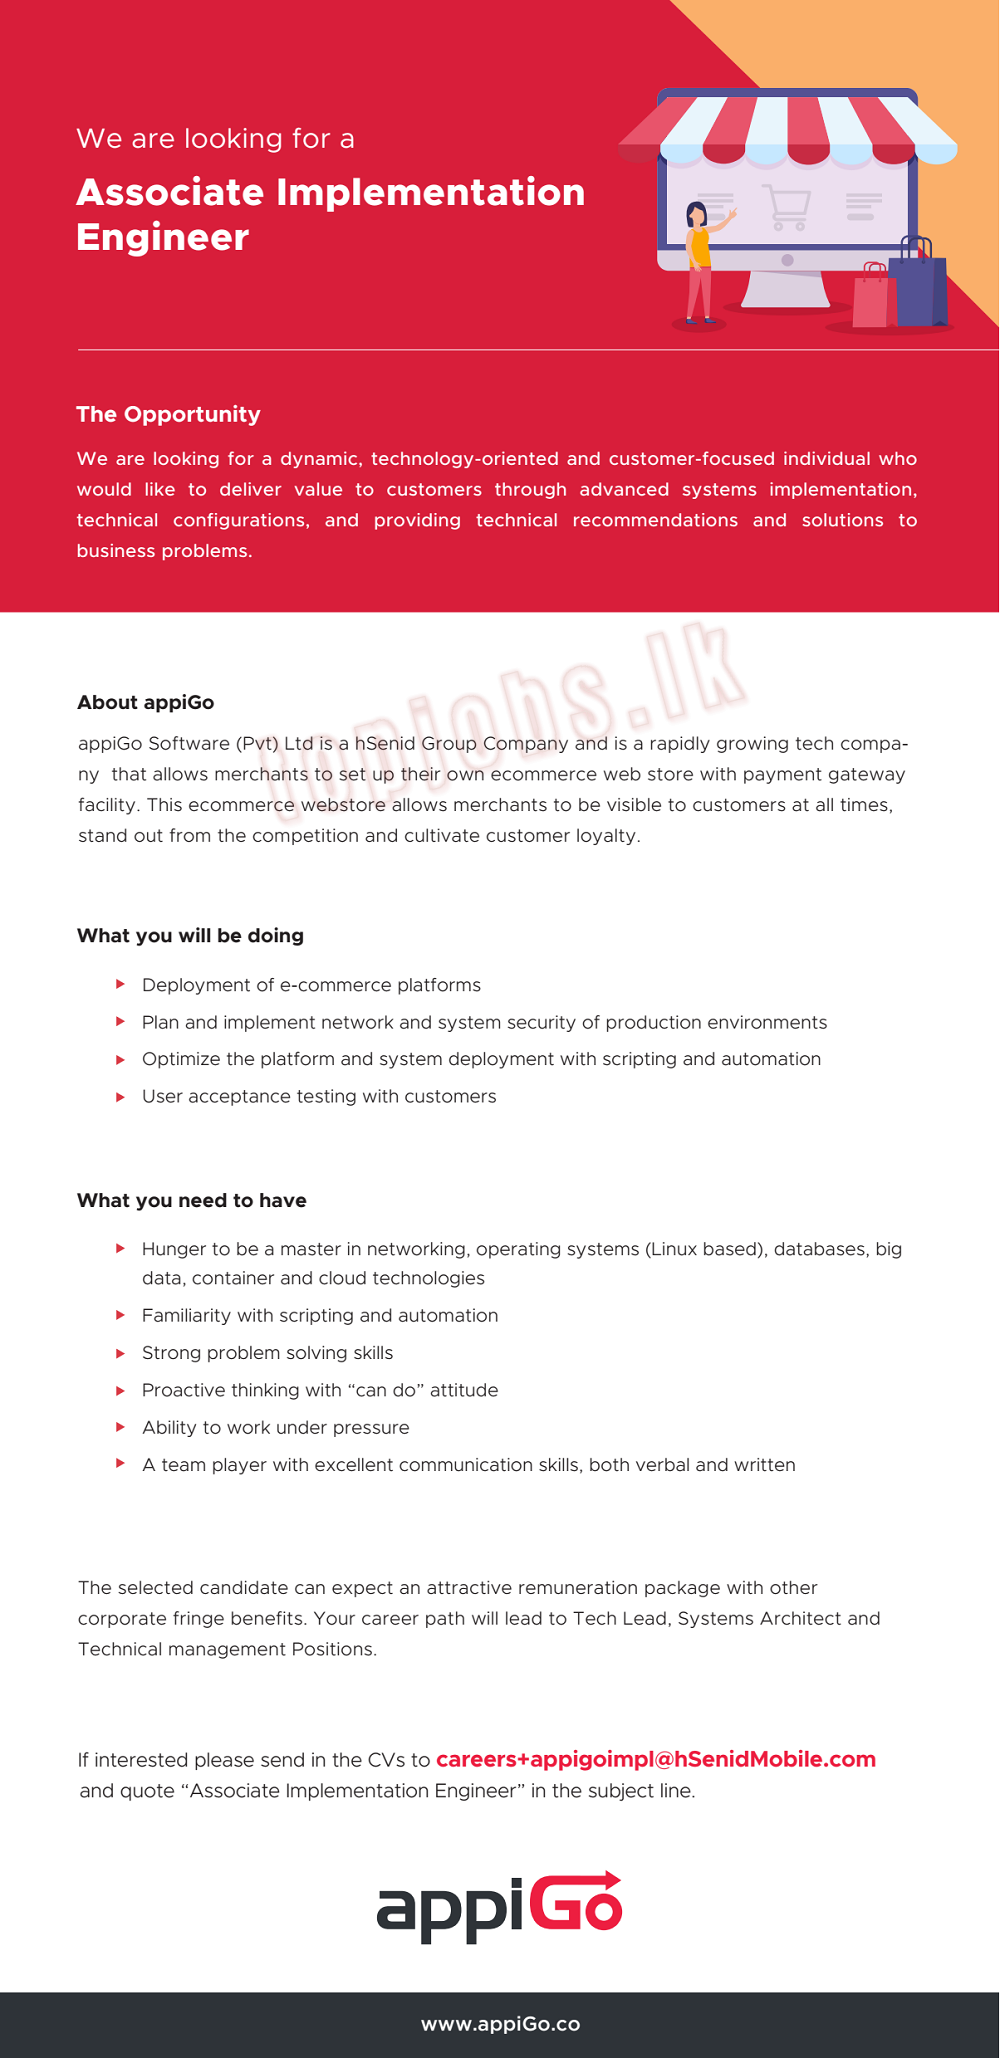 We are looking for a
Associate Implementation
Engineer
The Opportunity
We are looking for a dynamic, technology-oriented and customer-focused individual who
would like to deliver value to customers through advanced systems implementation,
technical configurations, and providing technical recommendations and solutions to
business problems.
topjobs.lk
About appiGo
appiGo Software (Pvt) Ltd is a hSenid Group Company and is a rapidly growing tech compa-
ny that allows merchants to set up their own ecommerce web store with payment gateway
facility. This ecommerce webstore allows merchants to be visible to customers at all times,
stand out from the competition and cultivate customer loyalty.
What you will be doing
Deployment of e-commerce platforms
Plan and implement network and system security of production environments
Optimize the platform and system deployment with scripting and automation
User acceptance testing with customers
What you need to have
Hunger to be a master in networking, operating systems (Linux based), databases, big
data, container and cloud technologies
Familiarity with scripting and automation
Strong problem solving skills
Proactive thinking with “can do” attitude
Ability to work under pressure
A team player with excellent communication skills, both verbal and written
The selected candidate can expect an attractive remuneration package with other
corporate fringe benefits. Your career path will lead to Tech Lead, Systems Architect and
Technical management Positions.
If interested please send in the CVs to careers+appigoimpl@hSenidMobile.com
and quote “Associate Implementation Engineer” in the subject line.
appiGo
www.appiGo.co